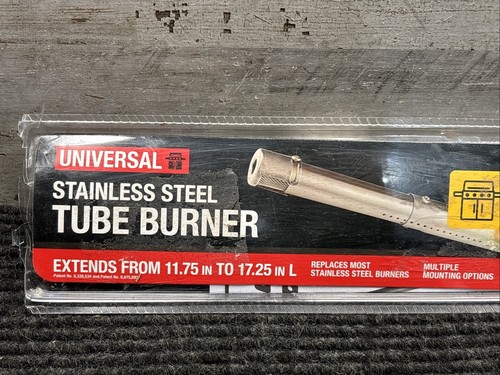 UNIVERSAL
STAINLESS STEEL
TUBE BURNER
EXTENDS FROM 11.75 IN TO 17.25 IN L
REPLACES MOST
STAINLESS STEEL BURNERS
MULTIPLE
MOUNTING OPTIONS